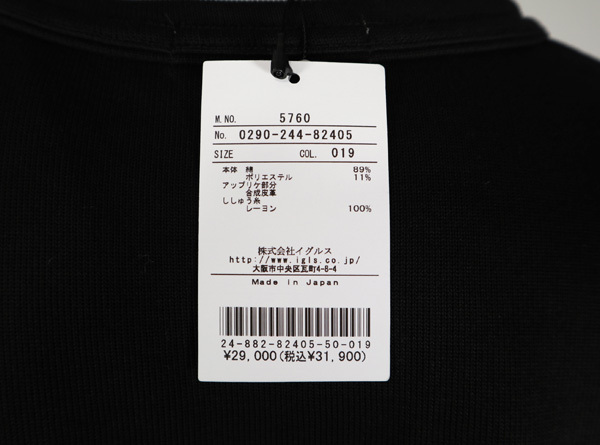 M.NO. 5760
No. 0290-244-82405
SIZE COL. 019
本体 綿 89%
ポリエステル 11%
アップリケ部分
合成皮革
ししゅう糸
レーヨン 100%
株式会社イグルス
http://www.igls.co.jp/
大阪市中央区瓦町4-8-4
Made in Japan
24-882-82405-50-019
¥29,000(税込¥31,900)